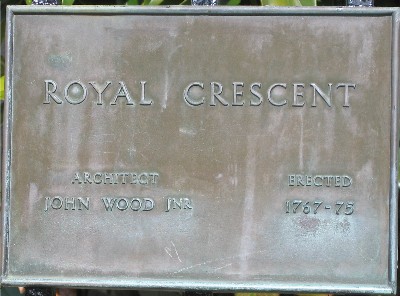 ROYAL CRESCENT
ARCHITECT ERECTED
JOHN WOOD JNR 1767-75